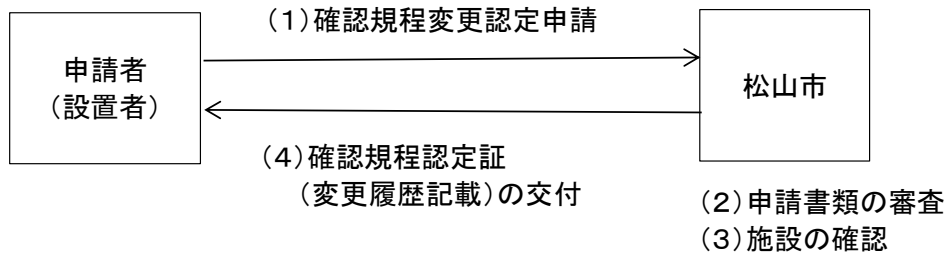 (1)確認規程変更認定申請
申請者
(設置者)
松山市
(4)確認規程認定証
(変更履歴記載)の交付
(2)申請書類の審査
(3)施設の確認